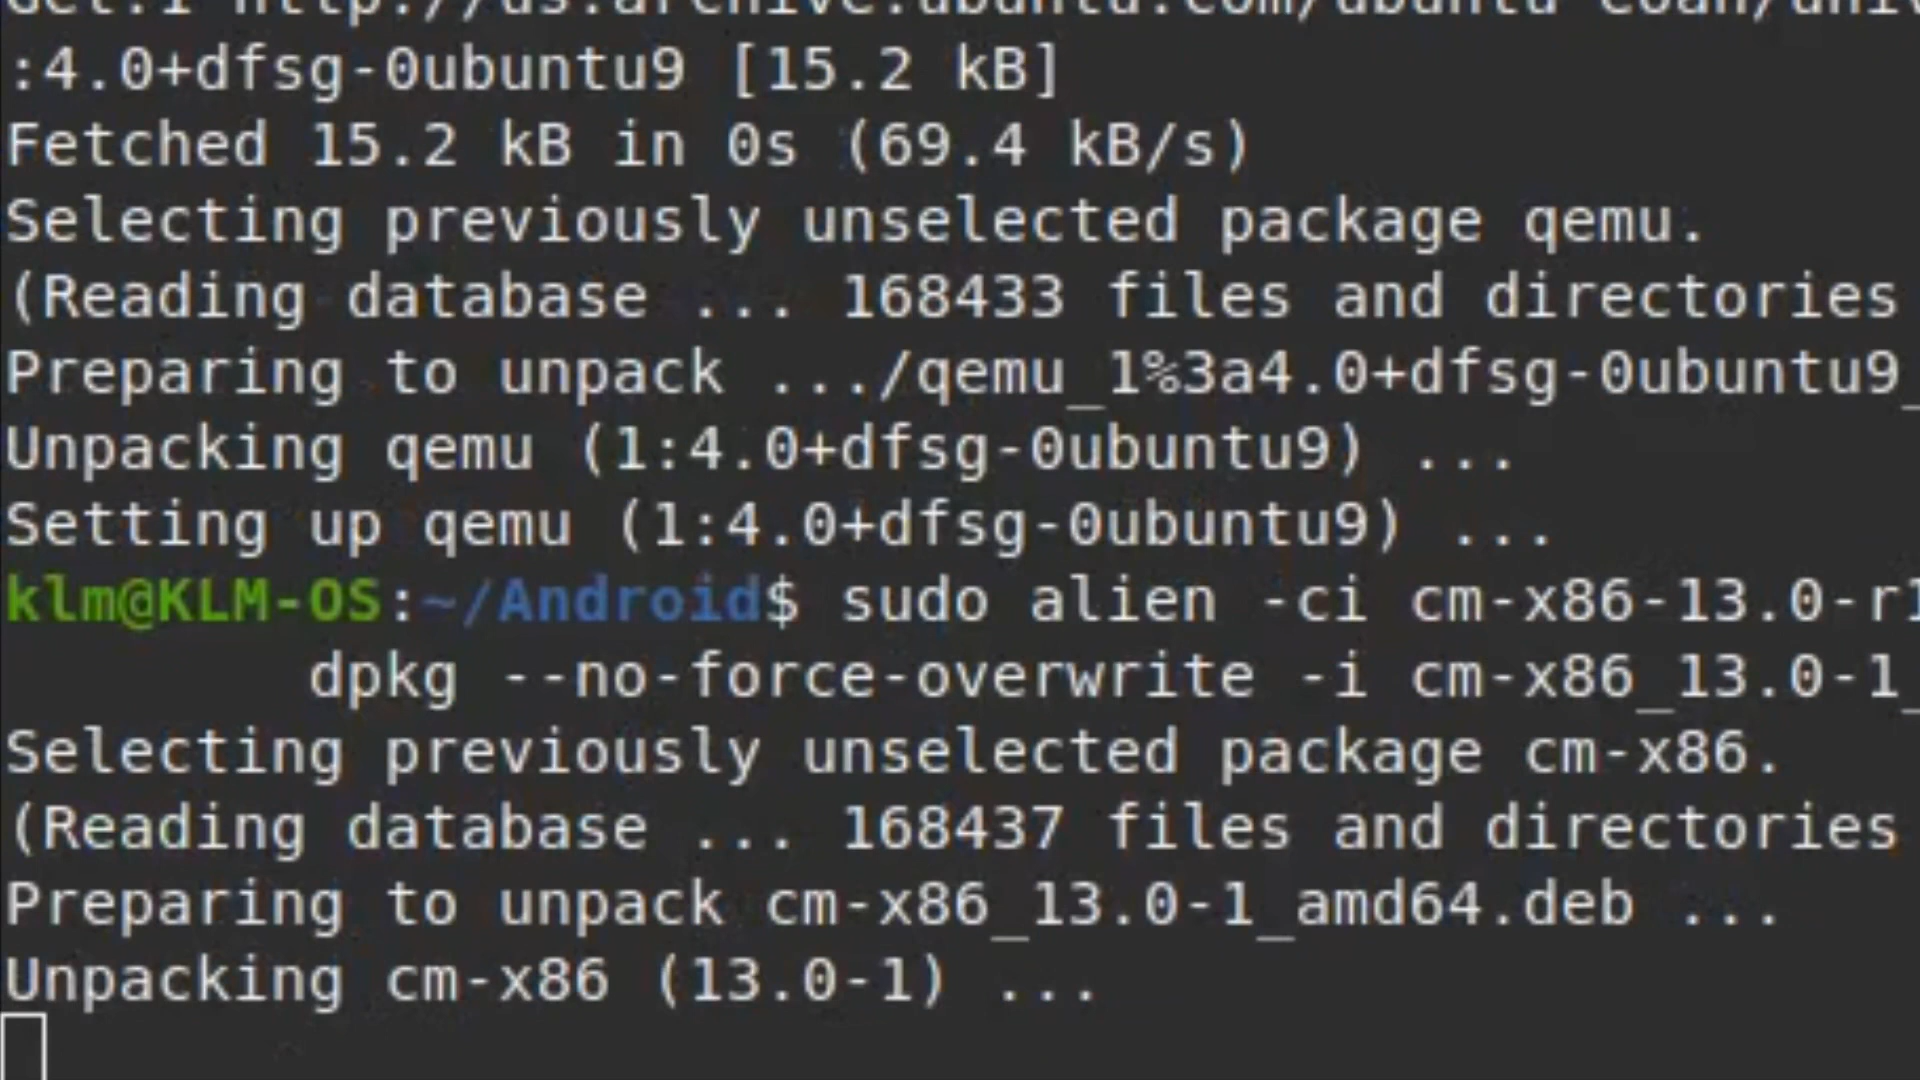 :4.0+dfsg-0ubuntu9 [15.2 kB]
Fetched 15.2 kB in 0s (69.4 kB/s)
Selecting previously unselected package qemu.
(Reading database ... 168433 files and directories
Preparing to unpack .../qemu_1%3a4.0+dfsg-0ubuntu9_
Unpacking qemu (1:4.0+dfsg-0ubuntu9) ...
Setting up qemu (1:4.0+dfsg-0ubuntu9) ...
klm@KLM-OS:~/Android$ sudo alien -ci cm-x86-13.0-r1
dpkg --no-force-overwrite -i cm-x86_13.0-1_
Selecting previously unselected package cm-x86.
(Reading database ... 168437 files and directories
Preparing to unpack cm-x86_13.0-1_amd64.deb ...
Unpacking cm-x86 (13.0-1) ...